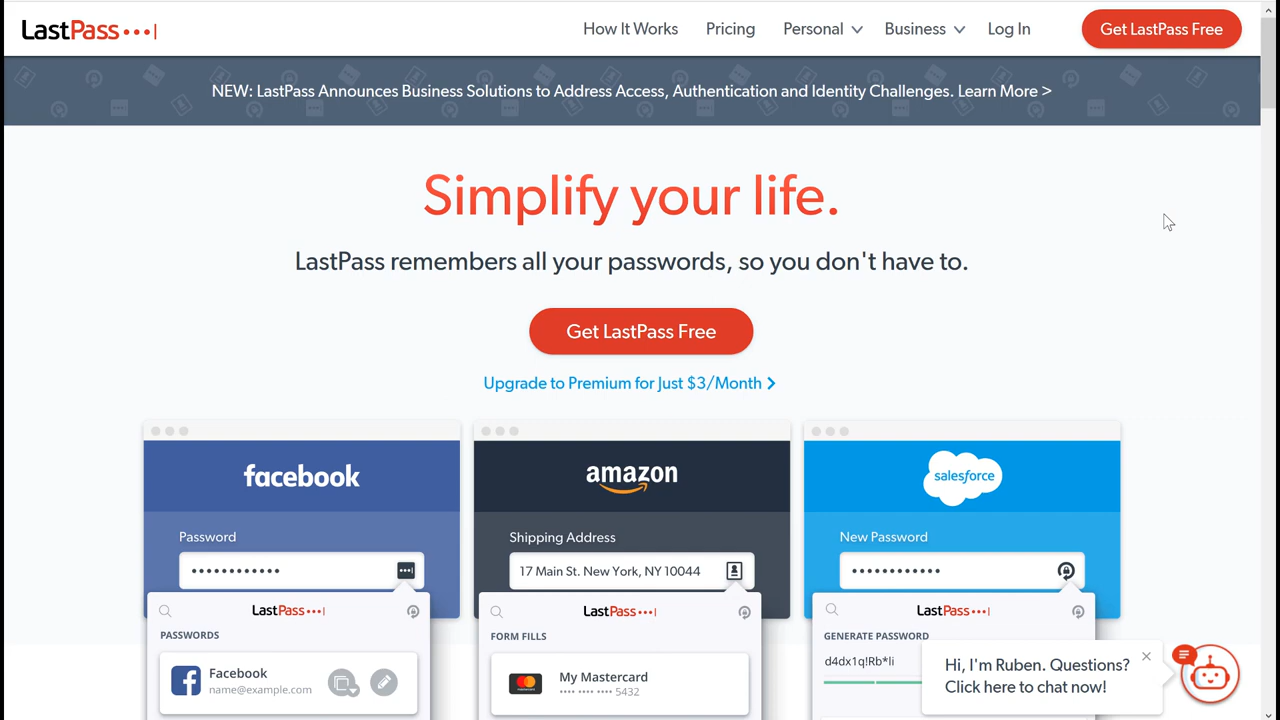 LastPass
How It Works
Pricing
Personal
Business
Log In
Get LastPass Free
NEW: LastPass Announces Business Solutions to Address Access, Authentication and Identity Challenges. Learn More >
Simplify your life.
LastPass remembers all your passwords, so you don't have to.
Get LastPass Free
Upgrade to Premium for Just $3/Month
facebook
Password
••••••••••••
LastPass
PASSWORDS
Facebook
name@example.com
amazon
Shipping Address
17 Main St. New York, NY 10044
LastPass
FORM FILLS
My Mastercard
•••• •••• •••• 5432
mastercard
salesforce
New Password
••••••••••••
LastPass
GENERATE PASSWORD
d4dx1q!Rb*li
Hi, I'm Ruben. Questions?
Click here to chat now!